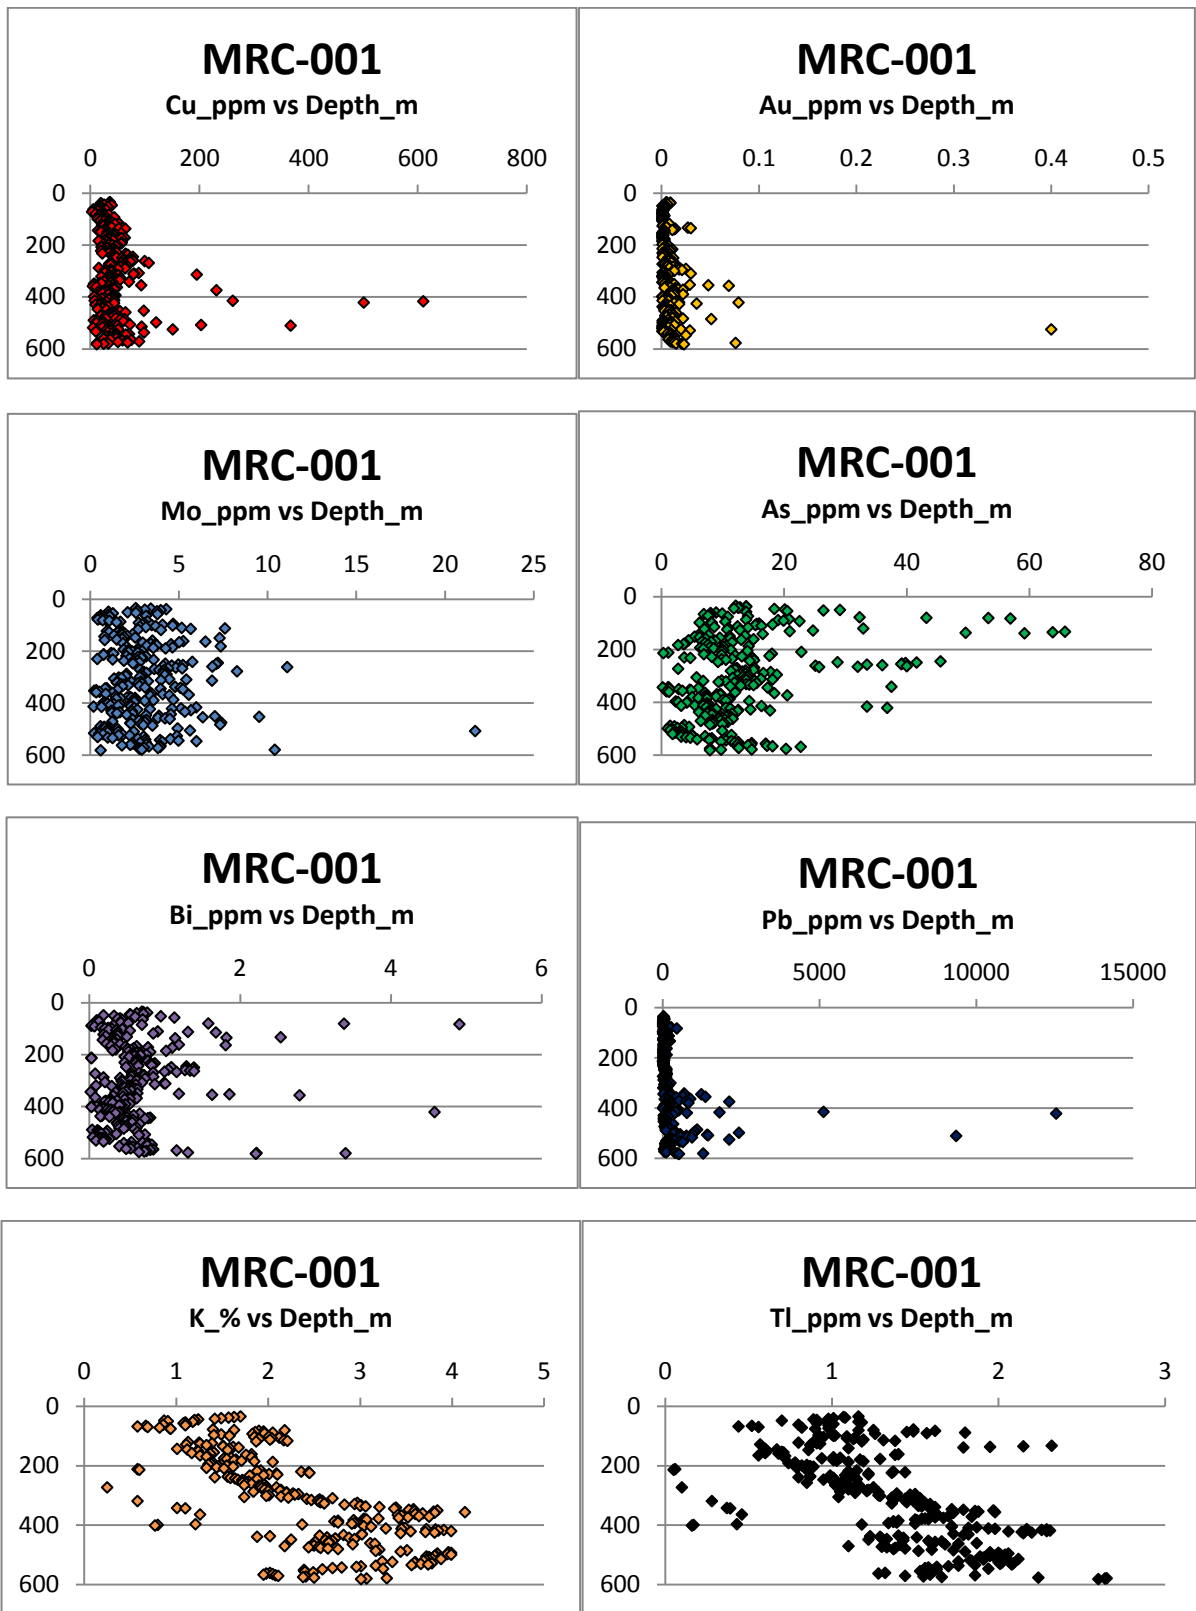 MRC-001
Cu_ppm vs Depth_m
0 200 400 600 800
0
200
400
600
MRC-001
Au_ppm vs Depth_m
0 0.1 0.2 0.3 0.4 0.5
0
200
400
600
MRC-001
Mo_ppm vs Depth_m
0 5 10 15 20 25
0
200
400
600
MRC-001
As_ppm vs Depth_m
0 20 40 60 80
0
200
400
600
MRC-001
Bi_ppm vs Depth_m
0 2 4 6
0
200
400
600
MRC-001
Pb_ppm vs Depth_m
0 5000 10000 15000
0
200
400
600
MRC-001
K_% vs Depth_m
0 1 2 3 4 5
0
200
400
600
MRC-001
Tl_ppm vs Depth_m
0 1 2 3
0
200
400
600